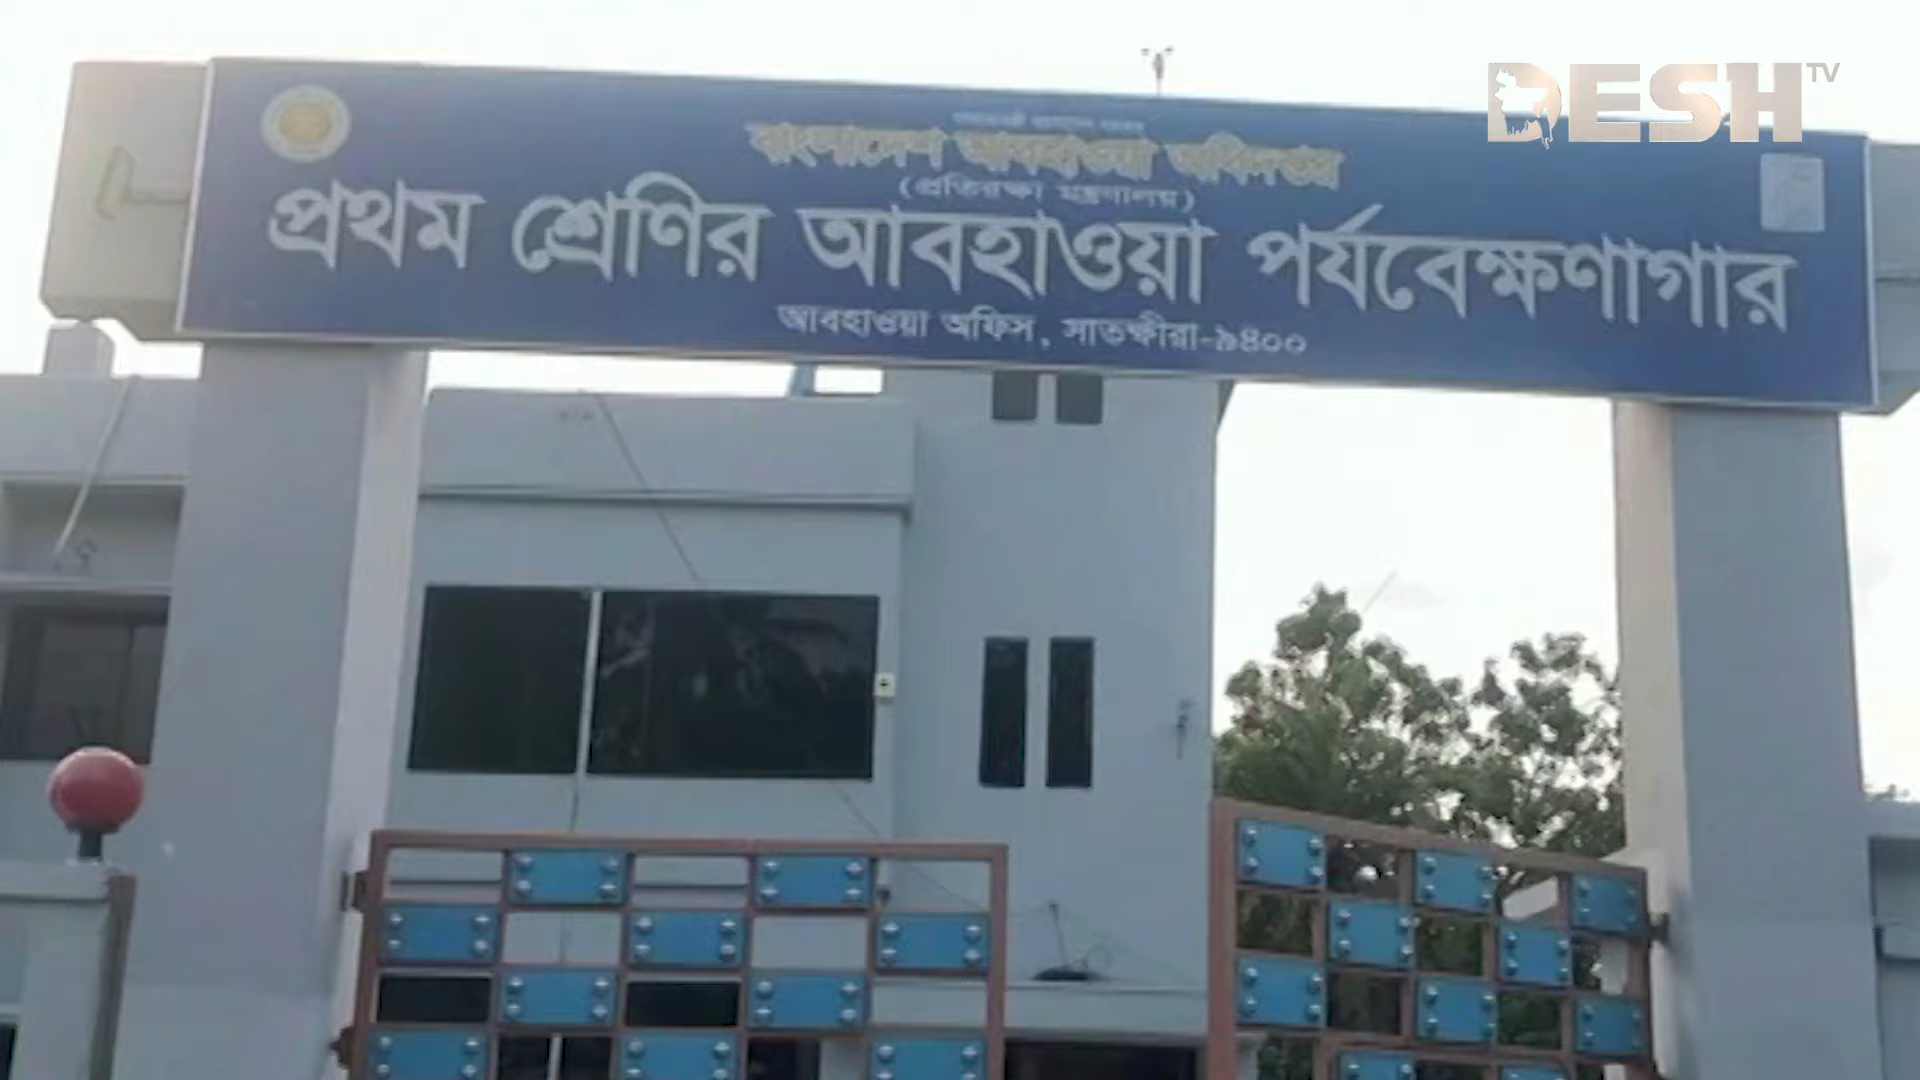 DESH TV
বাংলাদেশ আবহাওয়া অধিদপ্তর
(প্রতিরক্ষা মন্ত্রণালয়)
প্রথম শ্রেণির আবহাওয়া পর্যবেক্ষণাগার
আবহাওয়া অফিস, সাতক্ষীরা-৯৪০০